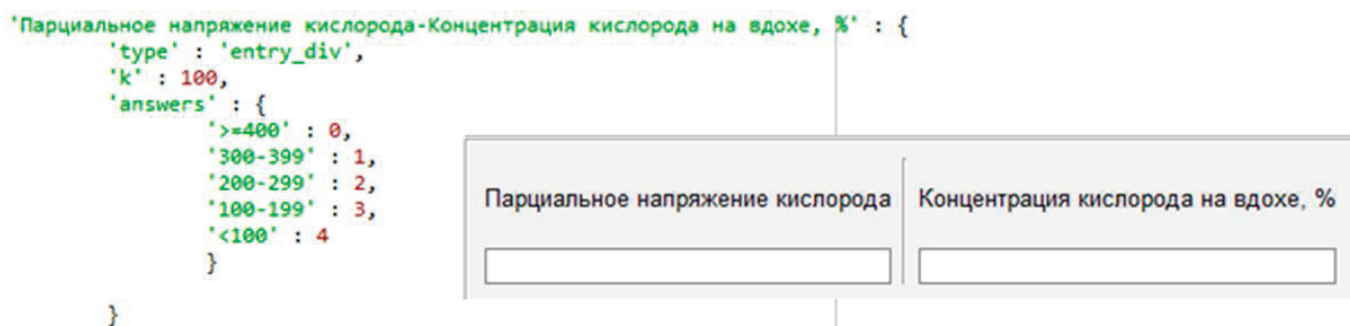 'Парциальное напряжение кислорода-Концентрация кислорода на вдохе, %' : {
'type' : 'entry_div',
'k' : 100,
'answers' : {
'>=400' : 0,
'300-399' : 1,
'200-299' : 2,
'100-199' : 3,
'<100' : 4
}
}
Парциальное напряжение кислорода
Концентрация кислорода на вдохе, %